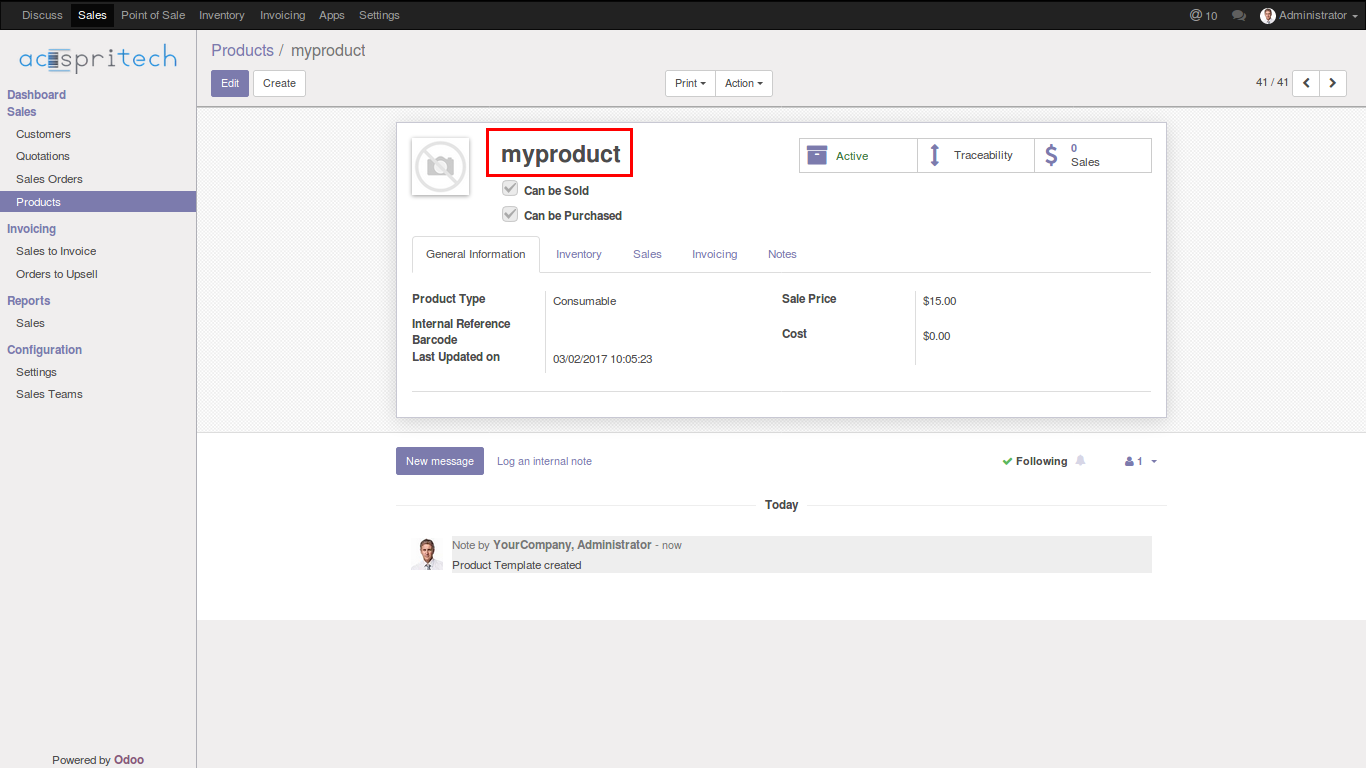 Discuss Sales Point of Sale Inventory Invoicing Apps Settings @ 10 Administrator
acespritech
Dashboard
Sales
Customers
Quotations
Sales Orders
Products
Invoicing
Sales to Invoice
Orders to Upsell
Reports
Sales
Configuration
Settings
Sales Teams
Powered by Odoo
Products / myproduct
Edit Create Print Action 41 / 41
myproduct
Can be Sold
Can be Purchased
Active
Traceability
0
Sales
General Information Inventory Sales Invoicing Notes
Product Type Consumable
Internal Reference
Barcode
Last Updated on 03/02/2017 10:05:23
Sale Price $15.00
Cost $0.00
New message Log an internal note Following 1
Today
Note by YourCompany, Administrator - now
Product Template created